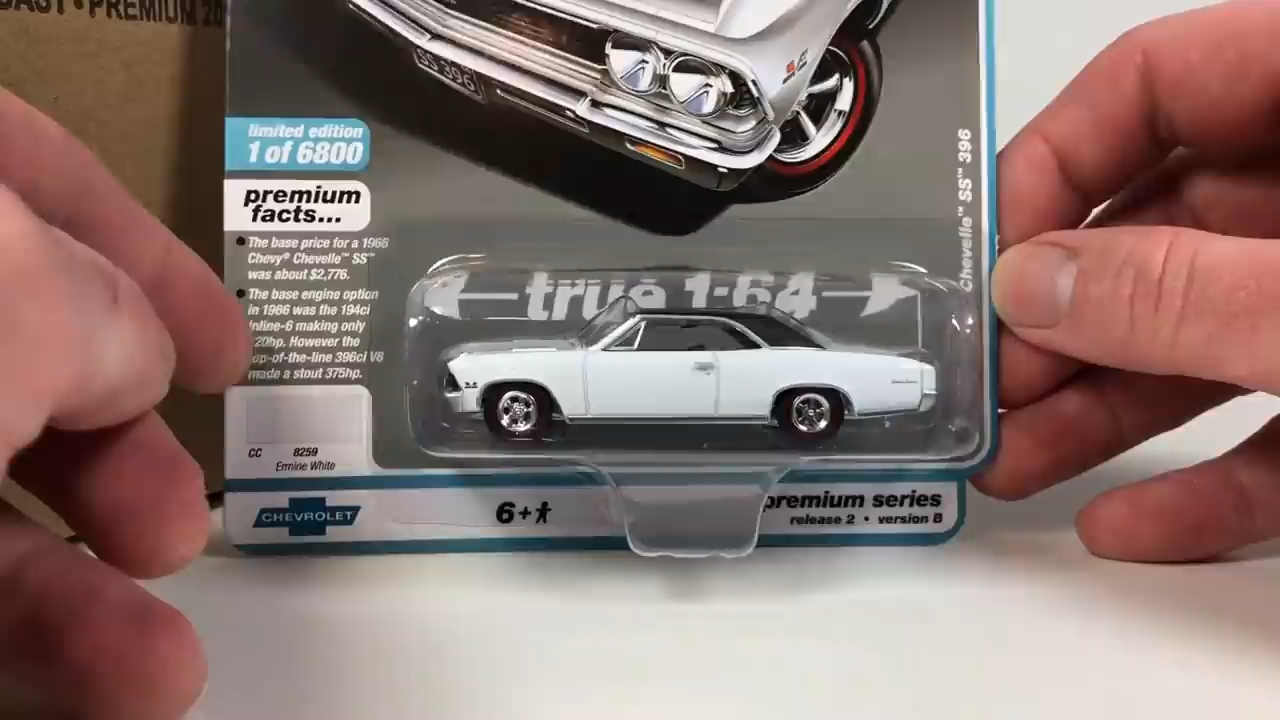 PREMIUM 20
SS 396
limited edition
1 of 6800
premium
facts...
The base price for a 1966
Chevy® Chevelle™ SS™
was about $2,776.
The base engine option
in 1966 was the 194ci
inline-6 making only
20hp. However the
op-of-the-line 396ci V8
made a stout 375hp.
Chevelle™ SS™ 396
true 1:64
CC 8259
Ermine White
CHEVROLET
6+
premium series
release 2 • version B